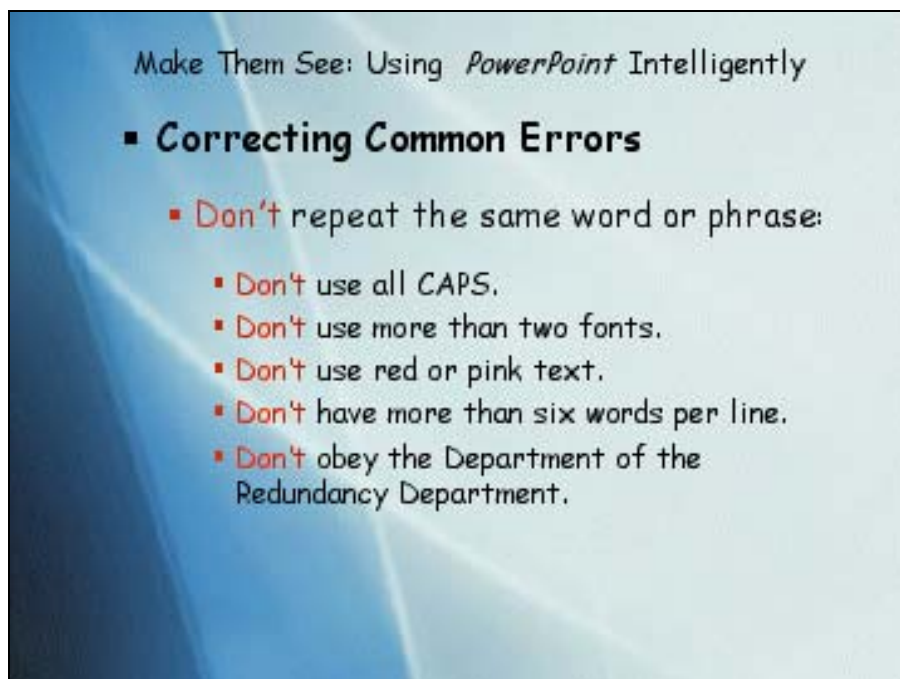 Make Them See: Using PowerPoint Intelligently
▪ Correcting Common Errors
▪ Don't repeat the same word or phrase:
▪ Don't use all CAPS.
▪ Don't use more than two fonts.
▪ Don't use red or pink text.
▪ Don't have more than six words per line.
▪ Don't obey the Department of the
Redundancy Department.